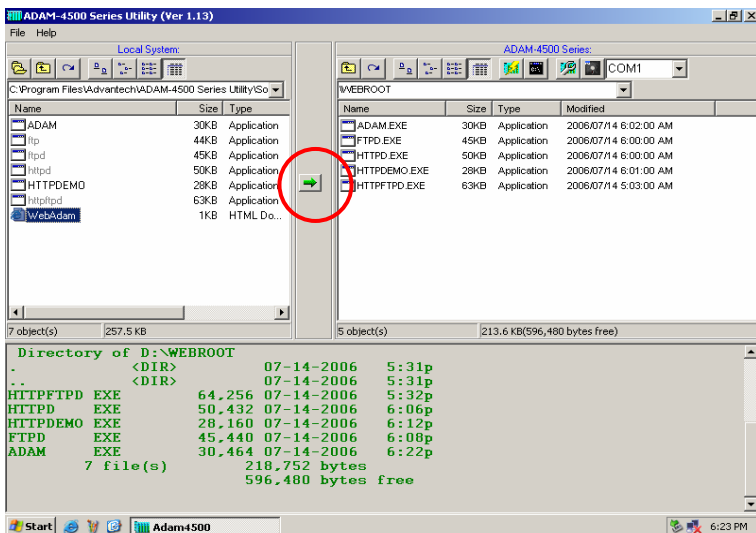 ADAM-4500 Series Utility (Ver 1.13)
File Help
Local System:
ADAM-4500 Series:
COM1
C:\Program Files\Advantech\ADAM-4500 Series Utility\So
\WEBROOT
Name Size Type
ADAM 30KB Application
ftp 44KB Application
ftpd 45KB Application
httpd 50KB Application
HTTPDEMO 28KB Application
httpftpd 63KB Application
WebAdam 1KB HTML Do...
Name Size Type Modified
ADAM.EXE 30KB Application 2006/07/14 6:02:00 AM
FTPD.EXE 45KB Application 2006/07/14 6:00:00 AM
HTTPD.EXE 50KB Application 2006/07/14 6:00:00 AM
HTTPDEMO.EXE 28KB Application 2006/07/14 6:01:00 AM
HTTPFTPD.EXE 63KB Application 2006/07/14 5:03:00 AM
7 object(s) 257.5 KB
5 object(s) 213.6 KB(596,480 bytes free)
Directory of D:\WEBROOT
. <DIR> 07-14-2006 5:31p
.. <DIR> 07-14-2006 5:31p
HTTPFTPD EXE 64,256 07-14-2006 5:32p
HTTPD EXE 50,432 07-14-2006 6:06p
HTTPDEMO EXE 28,160 07-14-2006 6:12p
FTPD EXE 45,440 07-14-2006 6:08p
ADAM EXE 30,464 07-14-2006 6:22p
7 file(s) 218,752 bytes
596,480 bytes free
Start
Adam4500
6:23 PM